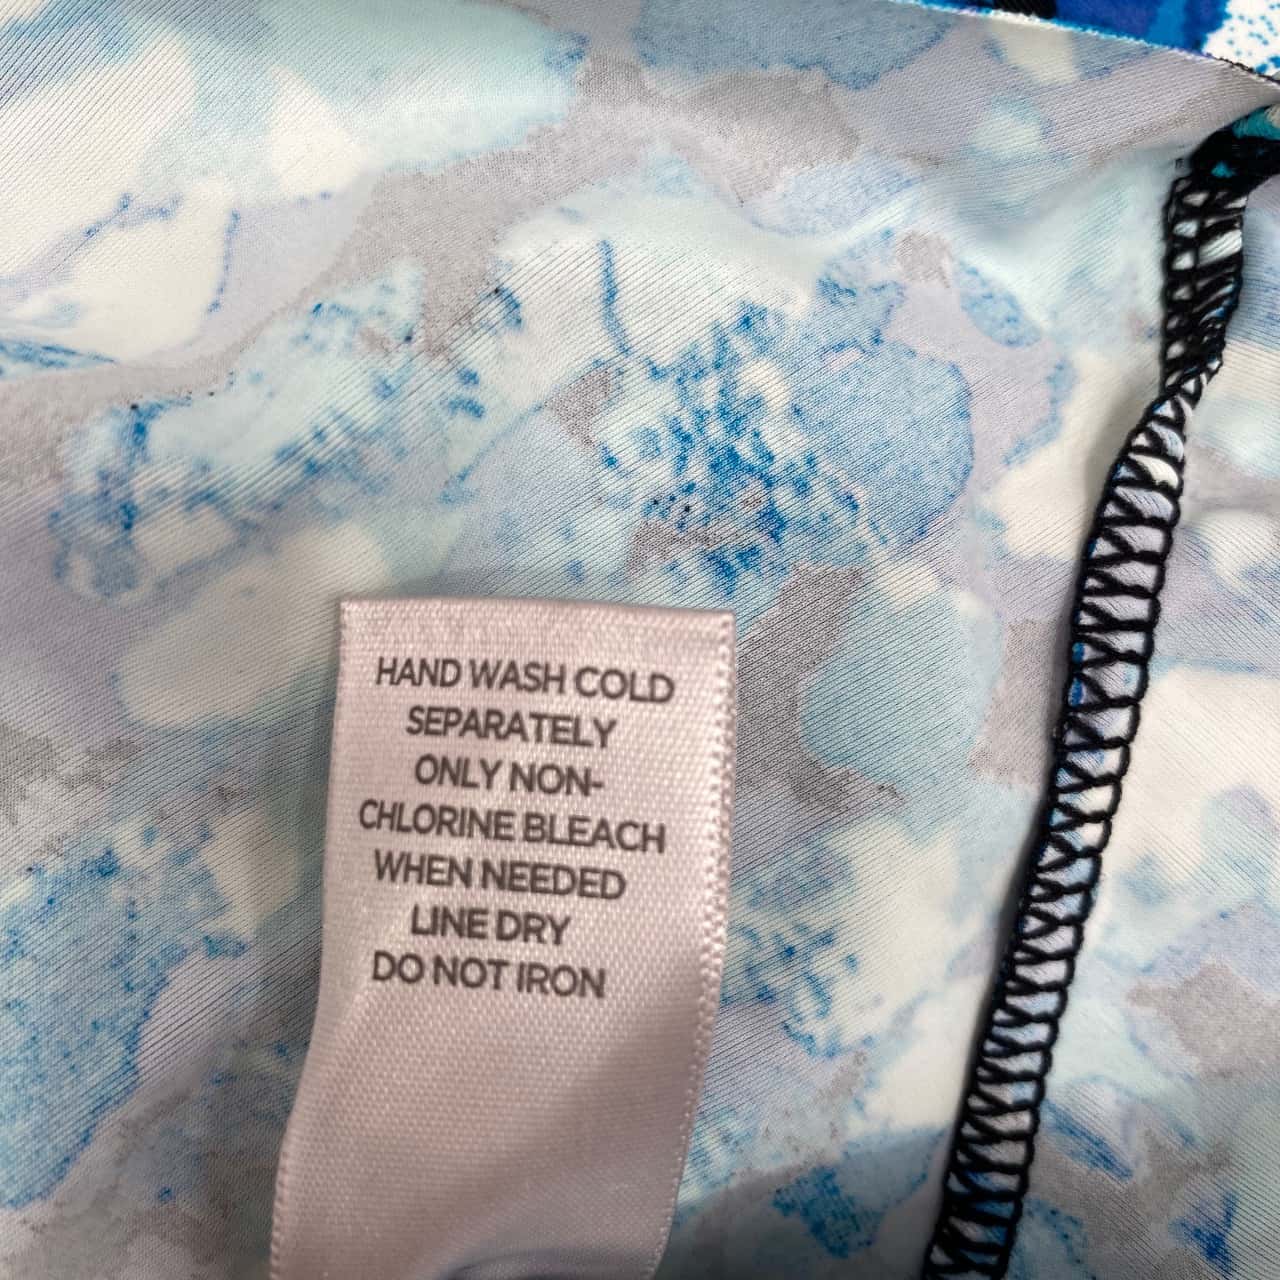 HAND WASH COLD
SEPARATELY
ONLY NON-
CHLORINE BLEACH
WHEN NEEDED
LINE DRY
DO NOT IRON